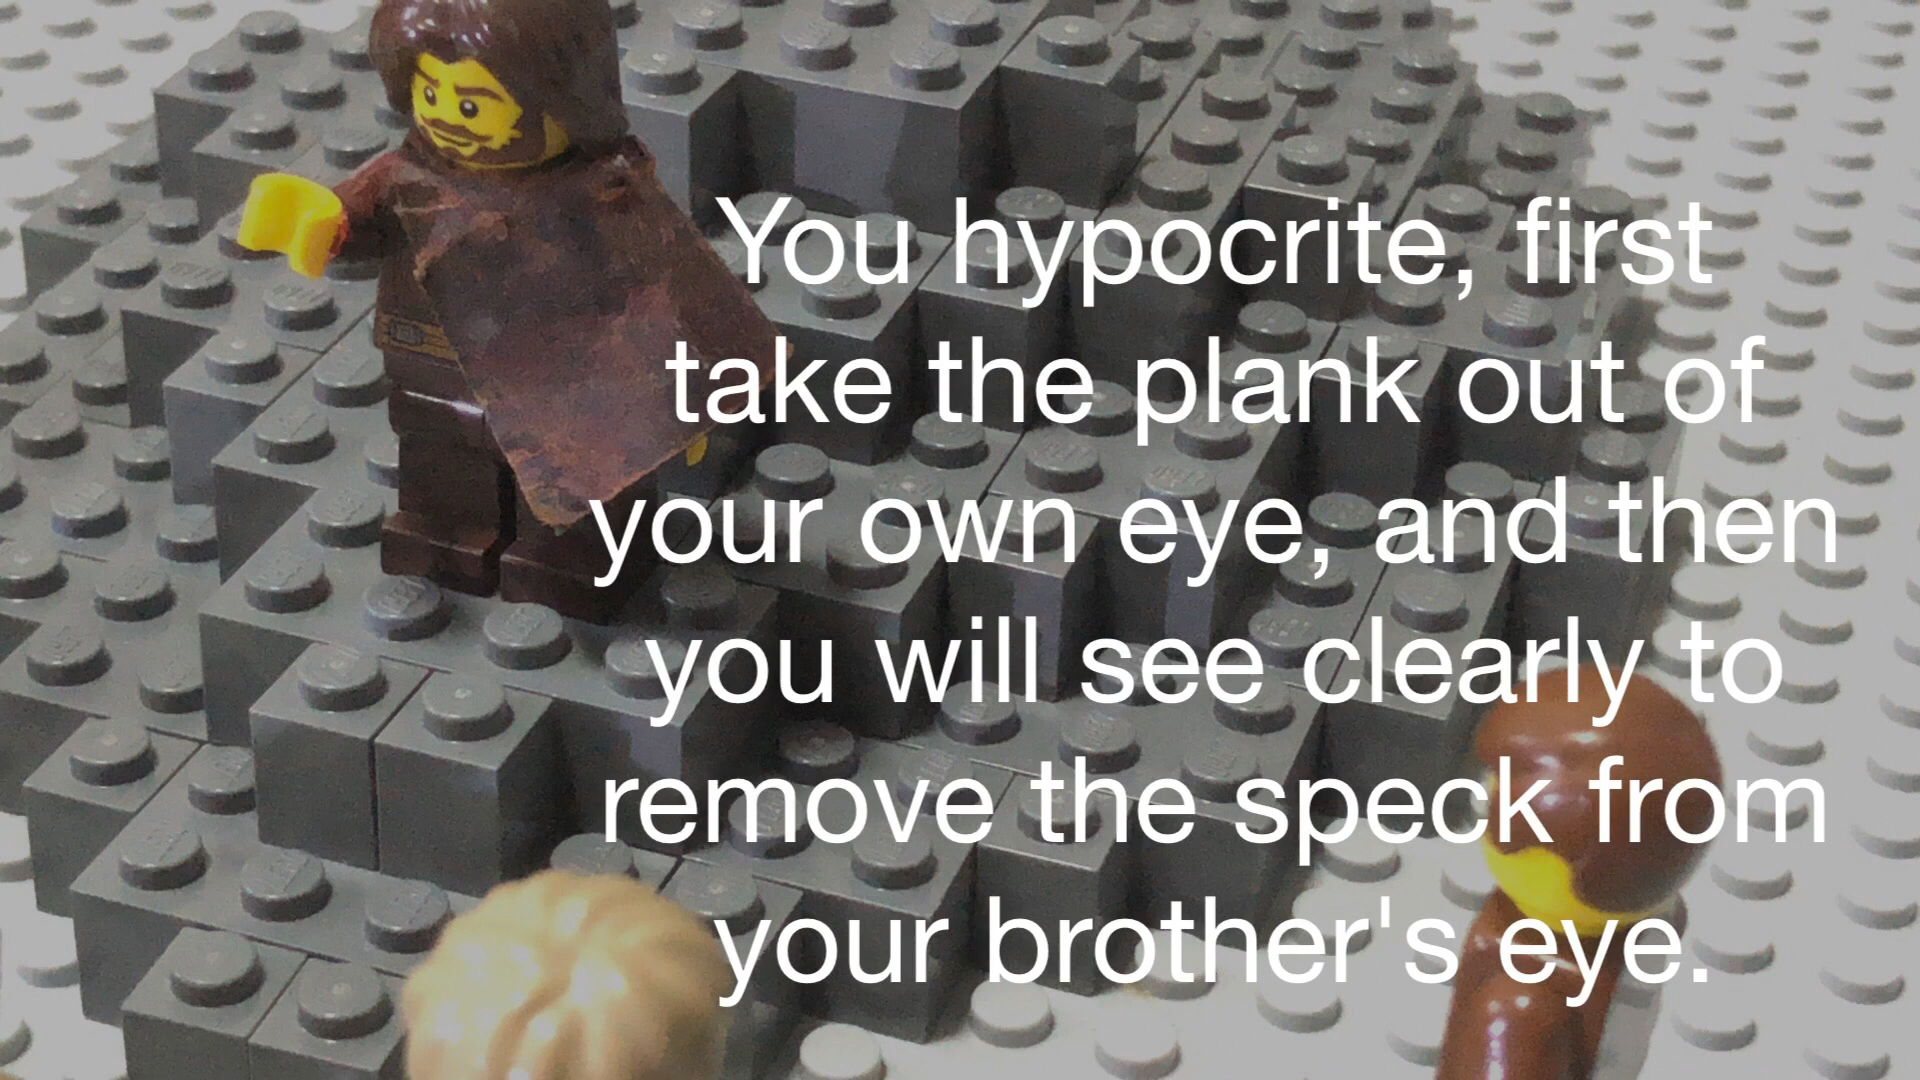 You hypocrite, first
take the plank out of
your own eye, and then
you will see clearly to
remove the speck from
your brother's eye.